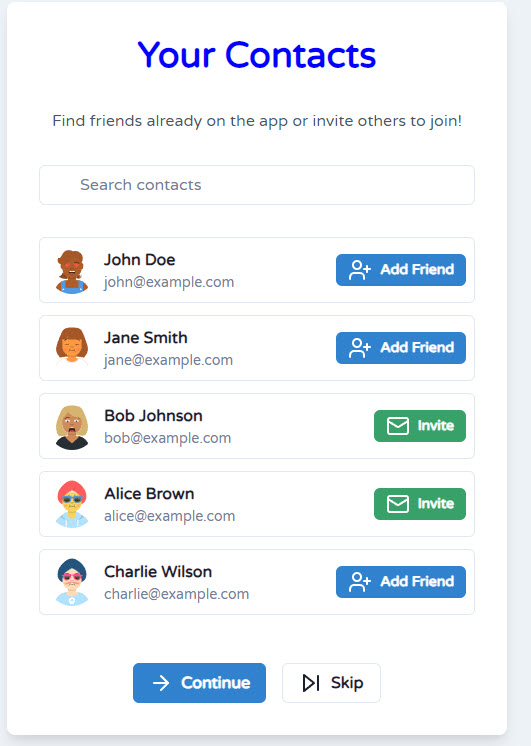 Your Contacts
Find friends already on the app or invite others to join!
Search contacts
John Doe
john@example.com
Add Friend
Jane Smith
jane@example.com
Add Friend
Bob Johnson
bob@example.com
Invite
Alice Brown
alice@example.com
Invite
Charlie Wilson
charlie@example.com
Add Friend
Continue
Skip